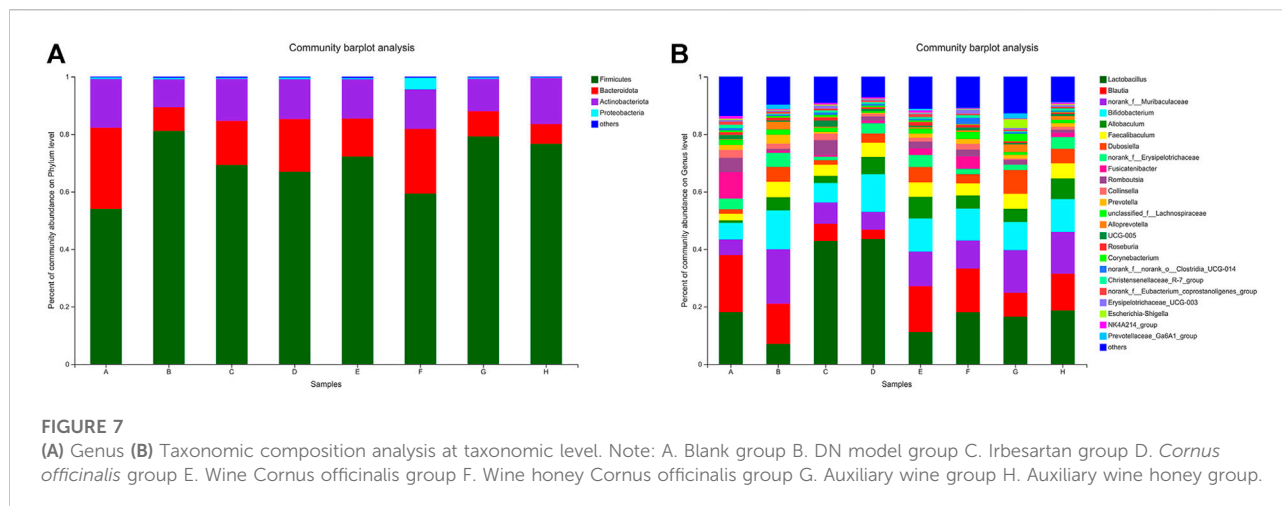 A
Community barplot analysis
Percent of community abundance on Phylum level
1
0.8
0.6
0.4
0.2
0
A B C D E F G H
Samples
Firmicutes
Bacteroidota
Actinobacteriota
Proteobacteria
others
B
Community barplot analysis
Percent of community abundance on Genus level
1
0.8
0.6
0.4
0.2
0
A B C D E F G H
Samples
Lactobacillus
Blautia
norank_f__Muribaculaceae
Bifidobacterium
Allobaculum
Faecalibaculum
Dubosiella
norank_f__Erysipelotrichaceae
Fusicatenibacter
Romboutsia
Collinsella
Prevotella
unclassified_f__Lachnospiraceae
Alloprevotella
UCG-005
Roseburia
Corynebacterium
norank_f__norank_o__Clostridia_UCG-014
Christensenellaceae_R-7_group
norank_f__Eubacterium_coprostanoligenes_group
Erysipelotrichaceae_UCG-003
Escherichia-Shigella
NK4A214_group
Prevotellaceae_Ga6A1_group
others
FIGURE 7
(A) Genus (B) Taxonomic composition analysis at taxonomic level. Note: A. Blank group B. DN model group C. Irbesartan group D. Cornus
officinalis group E. Wine Cornus officinalis group F. Wine honey Cornus officinalis group G. Auxiliary wine group H. Auxiliary wine honey group.